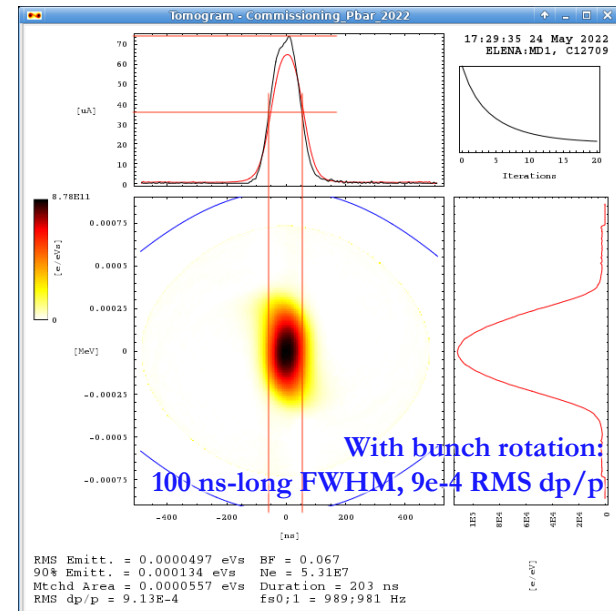 Tomogram - Commissioning_Pbar_2022
17:29:35 24 May 2022
ELENA:MD1, C12709
70
60
50
[uA]
40
30
20
10
0
0 5 10 15 20
Iterations
8.78E11
[e/eVs]
0
0.00075
0.0005
0.00025
[MeV]
0
-0.00025
-0.0005
-0.00075
-400 -200 0 200 400
[ns]
1E5 8E4 6E4 4E4 2E4 0
[e/eV]
With bunch rotation:
100 ns-long FWHM, 9e-4 RMS dp/p
RMS Emitt. = 0.0000497 eVs BF = 0.067
90% Emitt. = 0.000134 eVs Ne = 5.31E7
Mtchd Area = 0.0000557 eVs Duration = 203 ns
RMS dp/p = 9.13E-4 fs0;1 = 989;981 Hz